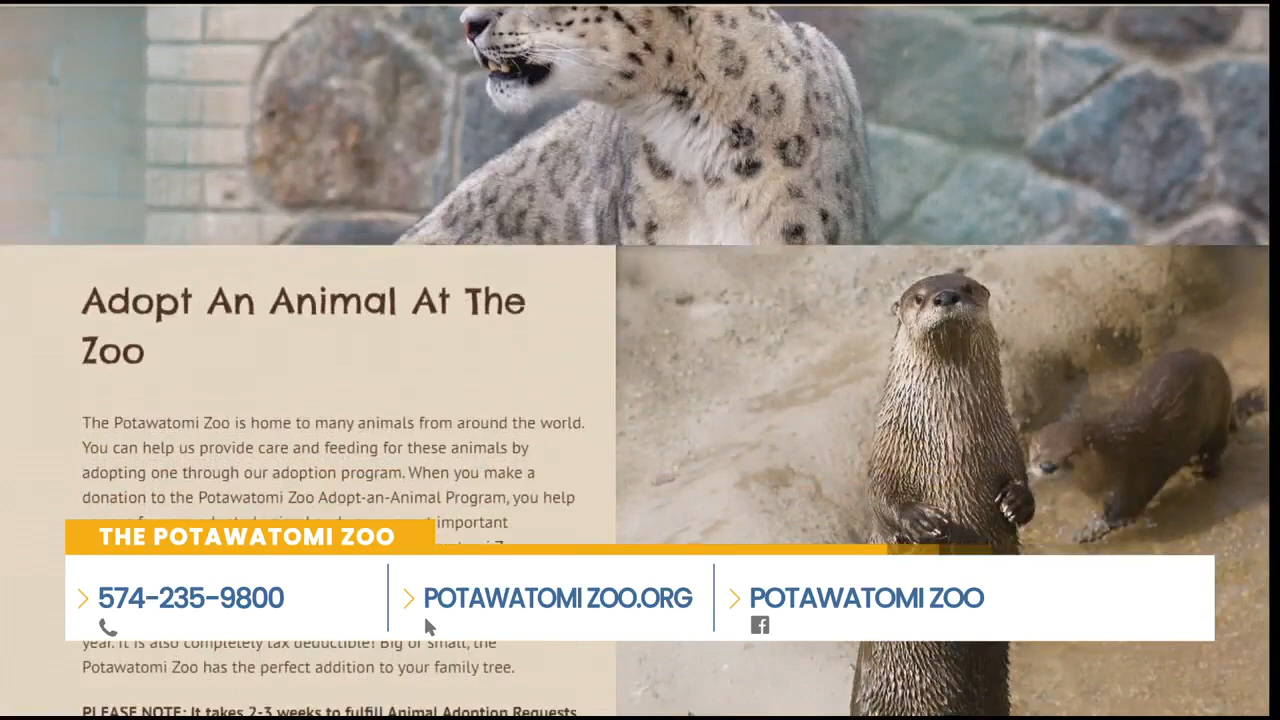 Adopt An Animal At The
Zoo
The Potawatomi Zoo is home to many animals from around the world.
You can help us provide care and feeding for these animals by
adopting one through our adoption program. When you make a
donation to the Potawatomi Zoo Adopt-an-Animal Program, you help
important
THE POTAWATOMI ZOO
574-235-9800
POTAWATOMI ZOO.ORG
POTAWATOMI ZOO
year. It is also completely tax deductible! Big or small, the
Potawatomi Zoo has the perfect addition to your family tree.
PLEASE NOTE: It takes 2-3 weeks to fulfill Animal Adoption Requests